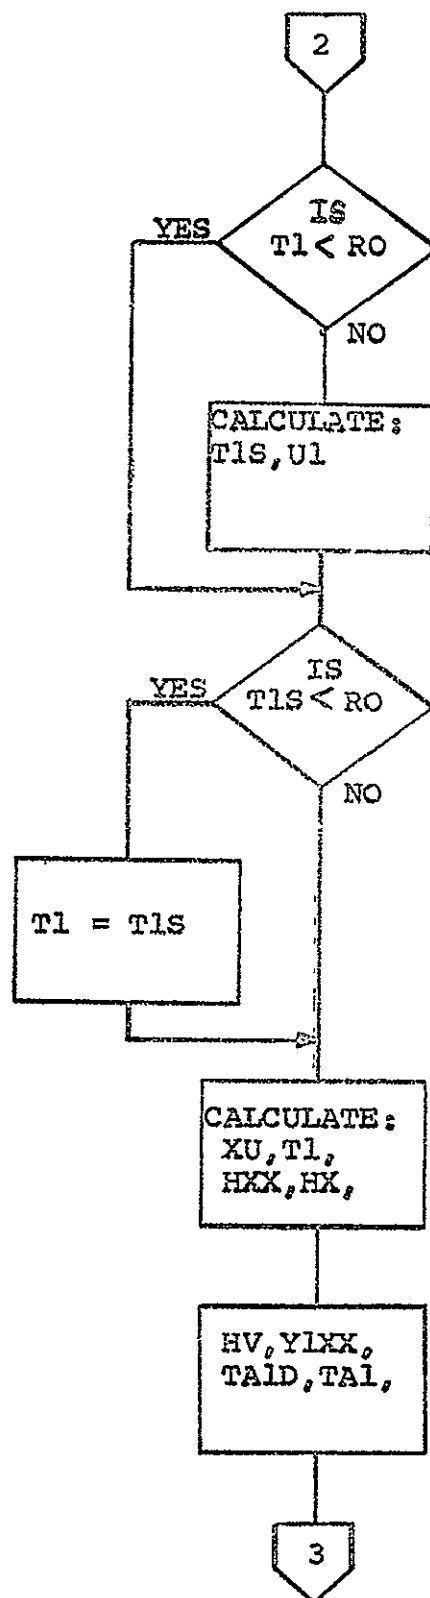 2
IS
T1 < RO
YES
NO
CALCULATE:
T1S,U1
IS
T1S < RO
YES
NO
T1 = T1S
CALCULATE:
XU,T1,
HXX,HX,
HV,Y1XX,
TA1D,TA1,
3